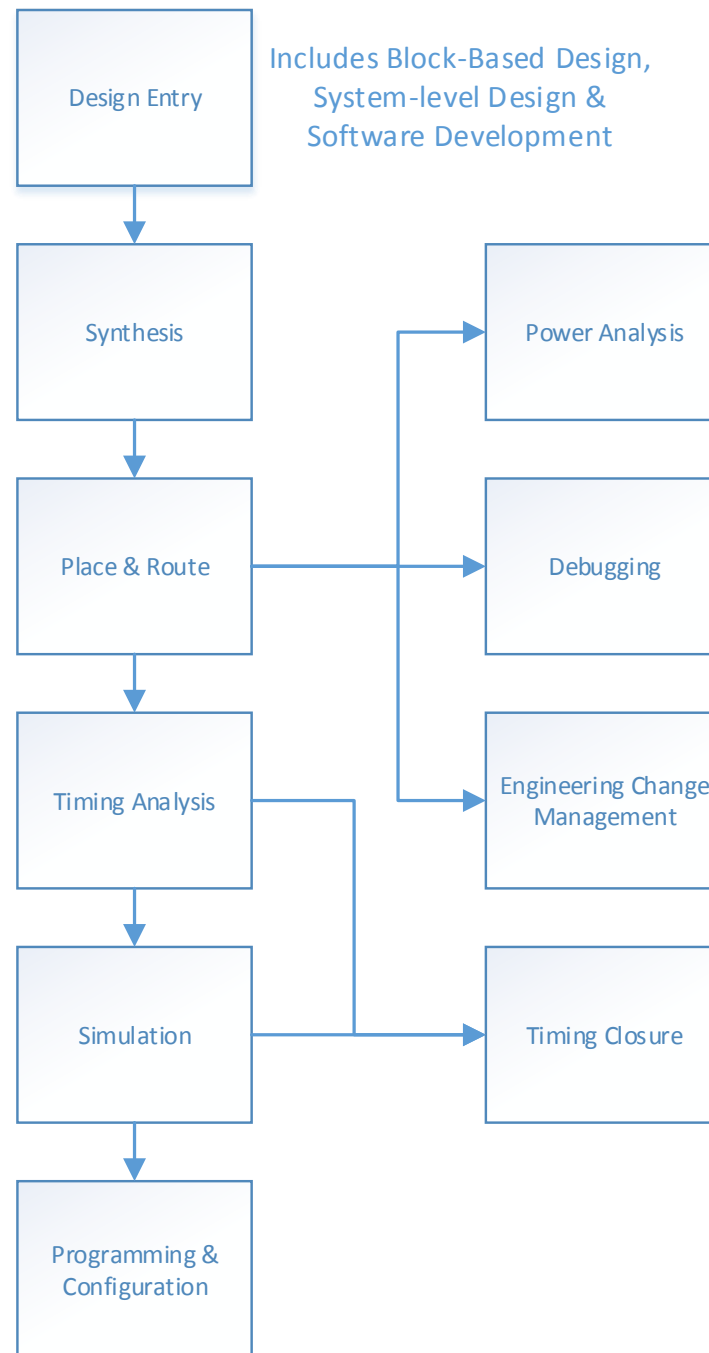 Design Entry
Includes Block-Based Design,
System-level Design &
Software Development
Synthesis
Power Analysis
Place & Route
Debugging
Timing Analysis
Engineering Change
Management
Simulation
Timing Closure
Programming &
Configuration